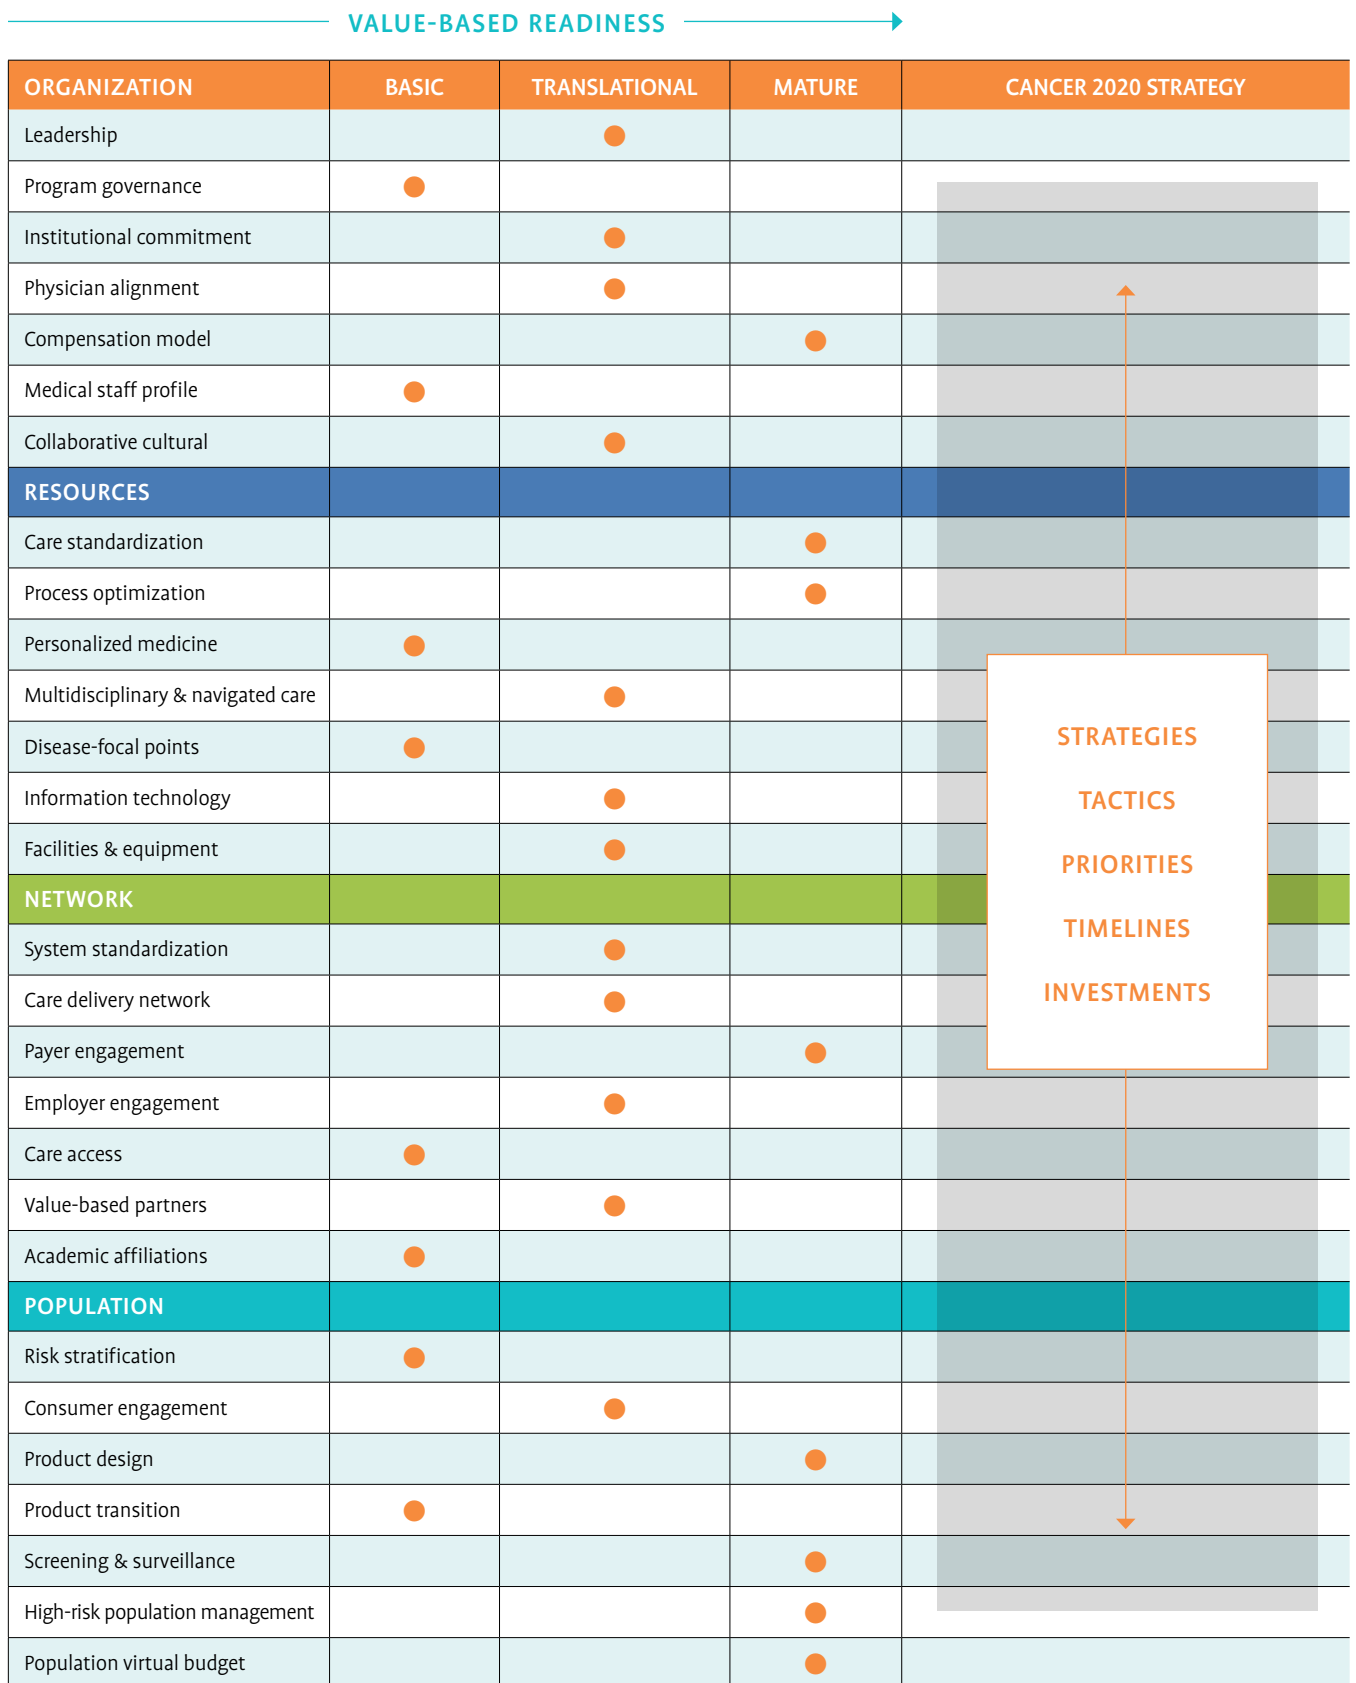 VALUE-BASED READINESS
ORGANIZATION BASIC TRANSLATIONAL MATURE CANCER 2020 STRATEGY
Leadership
Program governance
Institutional commitment
Physician alignment
Compensation model
Medical staff profile
Collaborative cultural
RESOURCES
Care standardization
Process optimization
Personalized medicine
Multidisciplinary & navigated care
Disease-focal points
Information technology
Facilities & equipment
NETWORK
System standardization
Care delivery network
Payer engagement
Employer engagement
Care access
Value-based partners
Academic affiliations
POPULATION
Risk stratification
Consumer engagement
Product design
Product transition
Screening & surveillance
High-risk population management
Population virtual budget
STRATEGIES
TACTICS
PRIORITIES
TIMELINES
INVESTMENTS